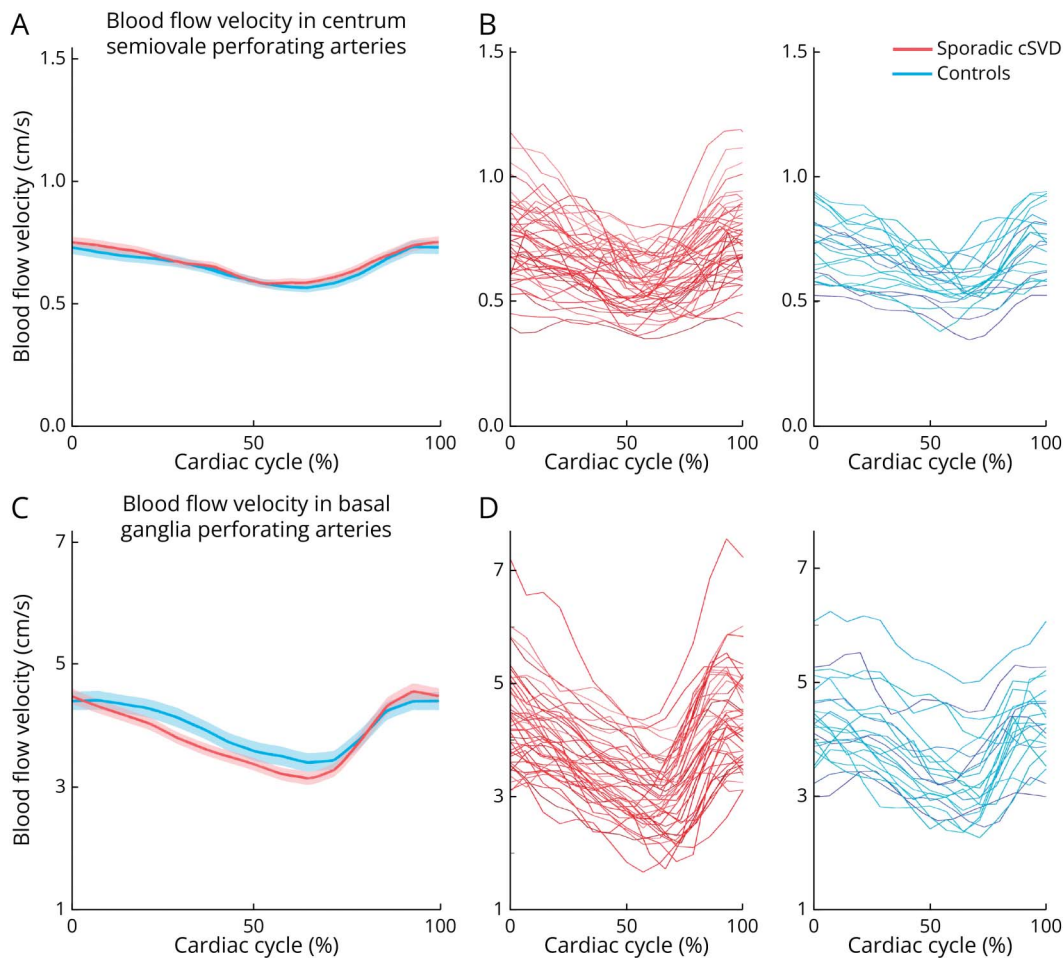 A
Blood flow velocity in centrum
semiovale perforating arteries
Blood flow velocity (cm/s)
1.5
1.0
0.5
0.0
0
50
100
Cardiac cycle (%)
B
1.5
1.0
0.5
0.0
0
50
100
Cardiac cycle (%)
Sporadic cSVD
Controls
1.5
1.0
0.5
0.0
0
50
100
Cardiac cycle (%)
C
Blood flow velocity in basal
ganglia perforating arteries
Blood flow velocity (cm/s)
7
5
3
1
0
50
100
Cardiac cycle (%)
D
7
5
3
1
0
50
100
Cardiac cycle (%)
7
5
3
1
0
50
100
Cardiac cycle (%)